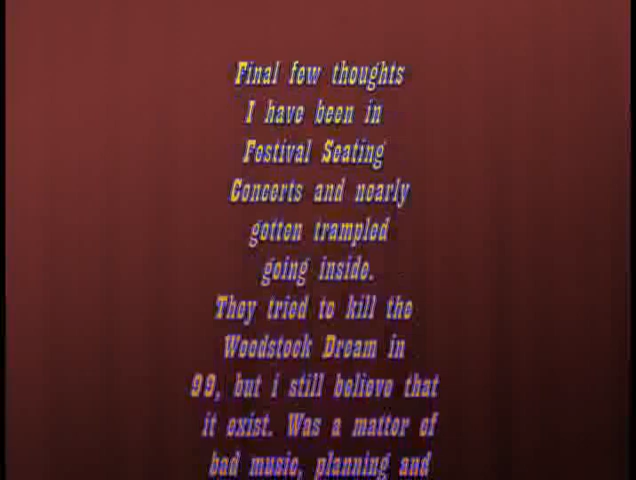 Final few thoughts
I have been in
Festival Seating
Concerts and nearly
gotten trampled
going inside.
They tried to kill the
Woodstock Dream in
99, but i still believe that
it exist. Was a matter of
bad music, planning and